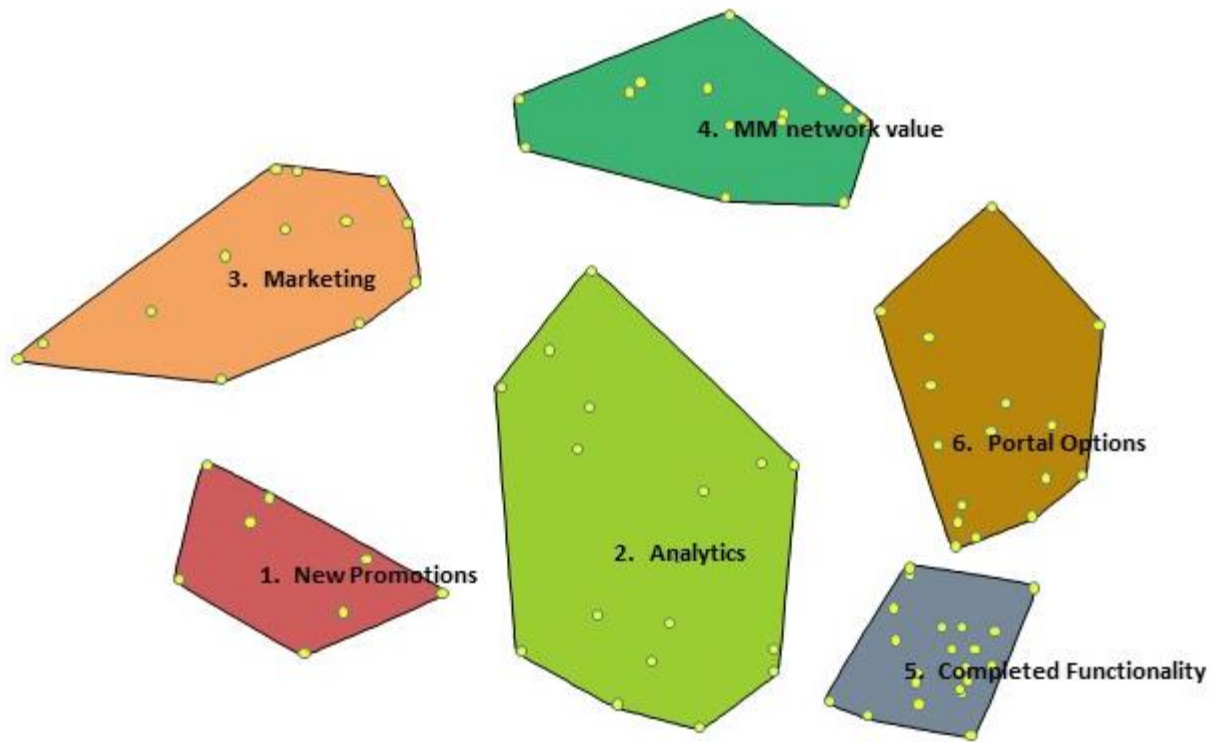 4. MM network value
3. Marketing
6. Portal Options
2. Analytics
1. New Promotions
5. Completed Functionality